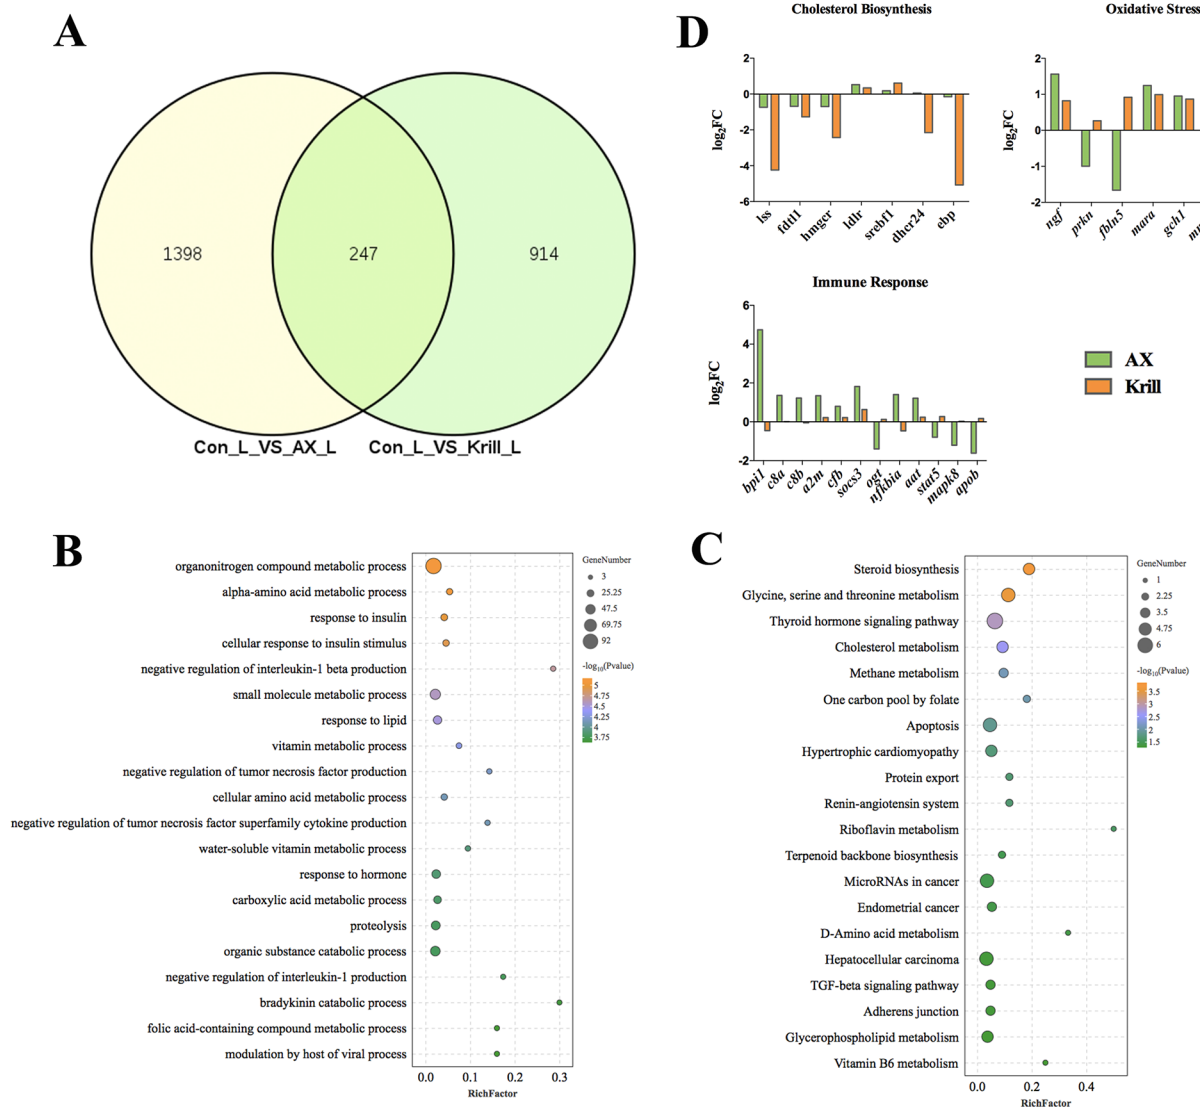 A
1398
247
914
Con_L_VS_AX_L
Con_L_VS_Krill_L
D
Cholesterol Biosynthesis
log2FC
2
0
-2
-4
-6
lss
fdtl1
hmgcr
ldlr
srebf1
dhcr24
ebp
Oxidative Stress
log2FC
2
1
0
-1
-2
ngf
prkn
fbln5
mara
gch1
Immune Response
log2FC
6
4
2
0
-2
bpi1
c8a
c8b
a2m
cfb
socs3
ogt
nfkbia
aat
stat5
mapk8
apob
AX
Krill
B
organonitrogen compound metabolic process
alpha-amino acid metabolic process
response to insulin
cellular response to insulin stimulus
negative regulation of interleukin-1 beta production
small molecule metabolic process
response to lipid
vitamin metabolic process
negative regulation of tumor necrosis factor production
cellular amino acid metabolic process
negative regulation of tumor necrosis factor superfamily cytokine production
water-soluble vitamin metabolic process
response to hormone
carboxylic acid metabolic process
proteolysis
organic substance catabolic process
negative regulation of interleukin-1 production
bradykinin catabolic process
folic acid-containing compound metabolic process
modulation by host of viral process
0.0 0.1 0.2 0.3
RichFactor
GeneNumber
3
25.25
47.5
69.75
92
-log10(Pvalue)
5
4.75
4.5
4.25
4
3.75
C
Steroid biosynthesis
Glycine, serine and threonine metabolism
Thyroid hormone signaling pathway
Cholesterol metabolism
Methane metabolism
One carbon pool by folate
Apoptosis
Hypertrophic cardiomyopathy
Protein export
Renin-angiotensin system
Riboflavin metabolism
Terpenoid backbone biosynthesis
MicroRNAs in cancer
Endometrial cancer
D-Amino acid metabolism
Hepatocellular carcinoma
TGF-beta signaling pathway
Adherens junction
Glycerophospholipid metabolism
Vitamin B6 metabolism
0.0 0.2 0.4
RichFactor
GeneNumber
1
2.25
3.5
4.75
6
-log10(Pvalue)
3.5
3
2.5
2
1.5